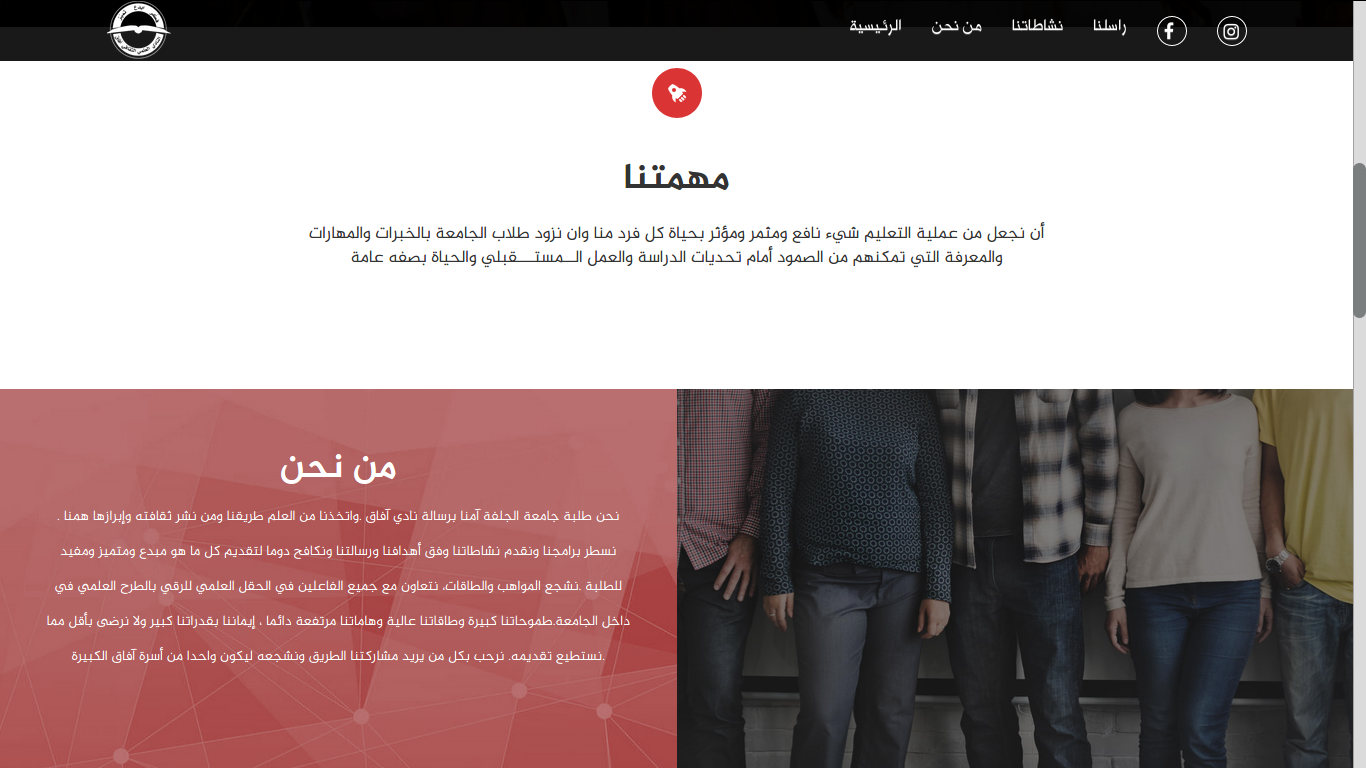 الرئيسية
من نحن
نشاطاتنا
راسلنا
مهمتنا
أن نجعل من عملية التعليم شيء نافع ومثمر ومؤثر بحياة كل فرد منا وان نزود طلاب الجامعة بالخبرات والمهارات
والمعرفة التي تمكنهم من الصمود أمام تحديات الدراسة والعمل الــمستـــقبلي والحياة بصفه عامة
من نحن
نحن طلبة جامعة الجلفة آمنا برسالة نادي آفاق .واتخذنا من العلم طريقنا ومن نشر ثقافته وإبرازها همنا .
نسطر برامجنا ونقدم نشاطاتنا وفق أهدافنا ورسالتنا ونكافح دوما لتقديم كل ما هو مبدع ومتميز ومفيد
للطلبة .نشجع المواهب والطاقات، نتعاون مع جميع الفاعلين في الحقل العلمي للرقي بالطرح العلمي في
داخل الجامعة.طموحاتنا كبيرة وطاقاتنا عالية وهاماتنا مرتفعة دائما ، إيماننا بقدراتنا كبير ولا نرضى بأقل مما
.نستطيع تقديمه. نرحب بكل من يريد مشاركتنا الطريق ونشجعه ليكون واحدا من أسرة آفاق الكبيرة